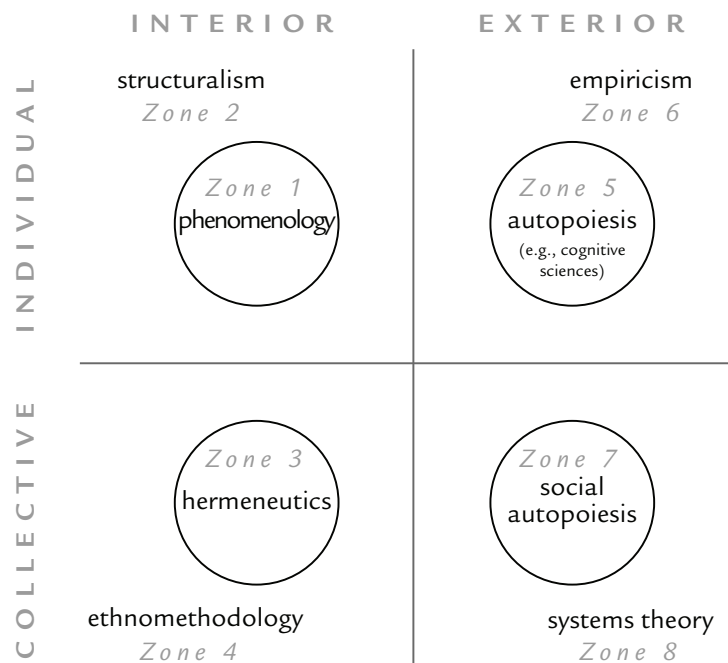 INTERIOR
EXTERIOR
INDIVIDUAL
structuralism
Zone 2
Zone 1
phenomenology
empiricism
Zone 6
Zone 5
autopoiesis
(e.g., cognitive
sciences)
COLLECTIVE
Zone 3
hermeneutics
ethnomethodology
Zone 4
Zone 7
social
autopoiesis
systems theory
Zone 8